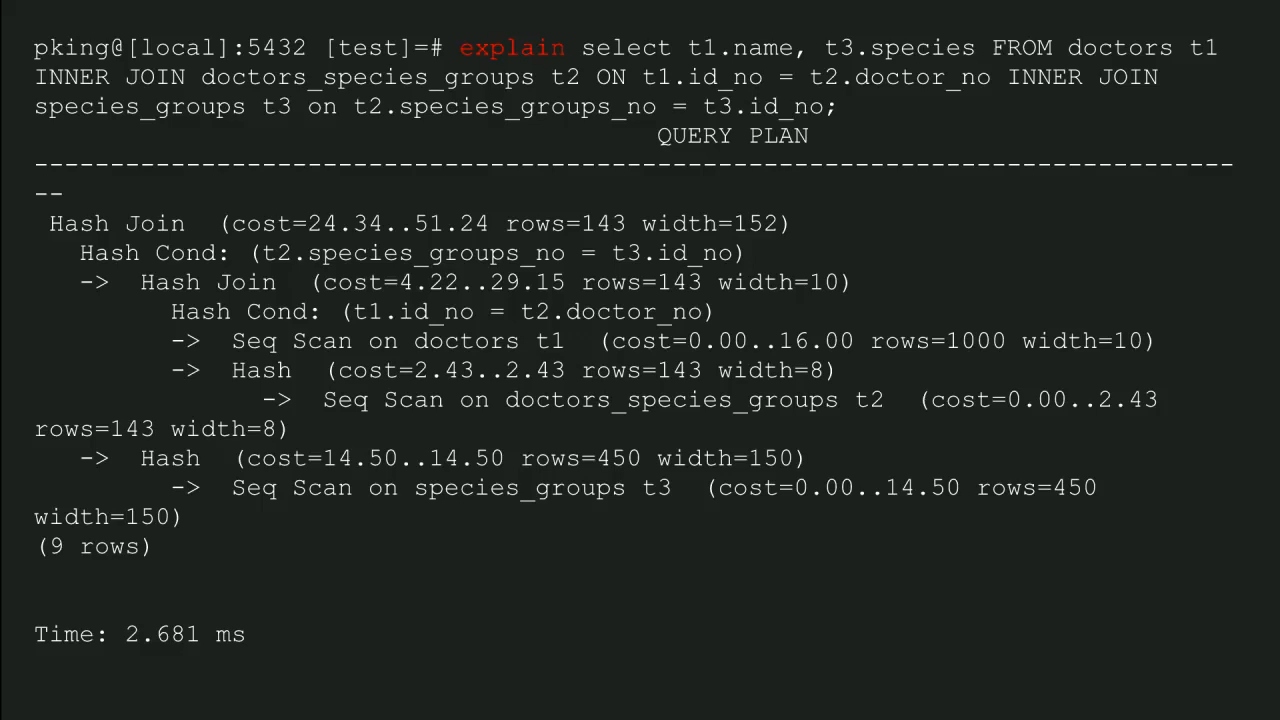 pking@[local]:5432 [test]=# explain select t1.name, t3.species FROM doctors t1
INNER JOIN doctors_species_groups t2 ON t1.id_no = t2.doctor_no INNER JOIN
species_groups t3 on t2.species_groups_no = t3.id_no;
QUERY PLAN
-------------------------------------------------------------------------------
--
Hash Join  (cost=24.34..51.24 rows=143 width=152)
Hash Cond: (t2.species_groups_no = t3.id_no)
->  Hash Join  (cost=4.22..29.15 rows=143 width=10)
Hash Cond: (t1.id_no = t2.doctor_no)
->  Seq Scan on doctors t1  (cost=0.00..16.00 rows=1000 width=10)
->  Hash  (cost=2.43..2.43 rows=143 width=8)
->  Seq Scan on doctors_species_groups t2  (cost=0.00..2.43
rows=143 width=8)
->  Hash  (cost=14.50..14.50 rows=450 width=150)
->  Seq Scan on species_groups t3  (cost=0.00..14.50 rows=450
width=150)
(9 rows)
Time: 2.681 ms